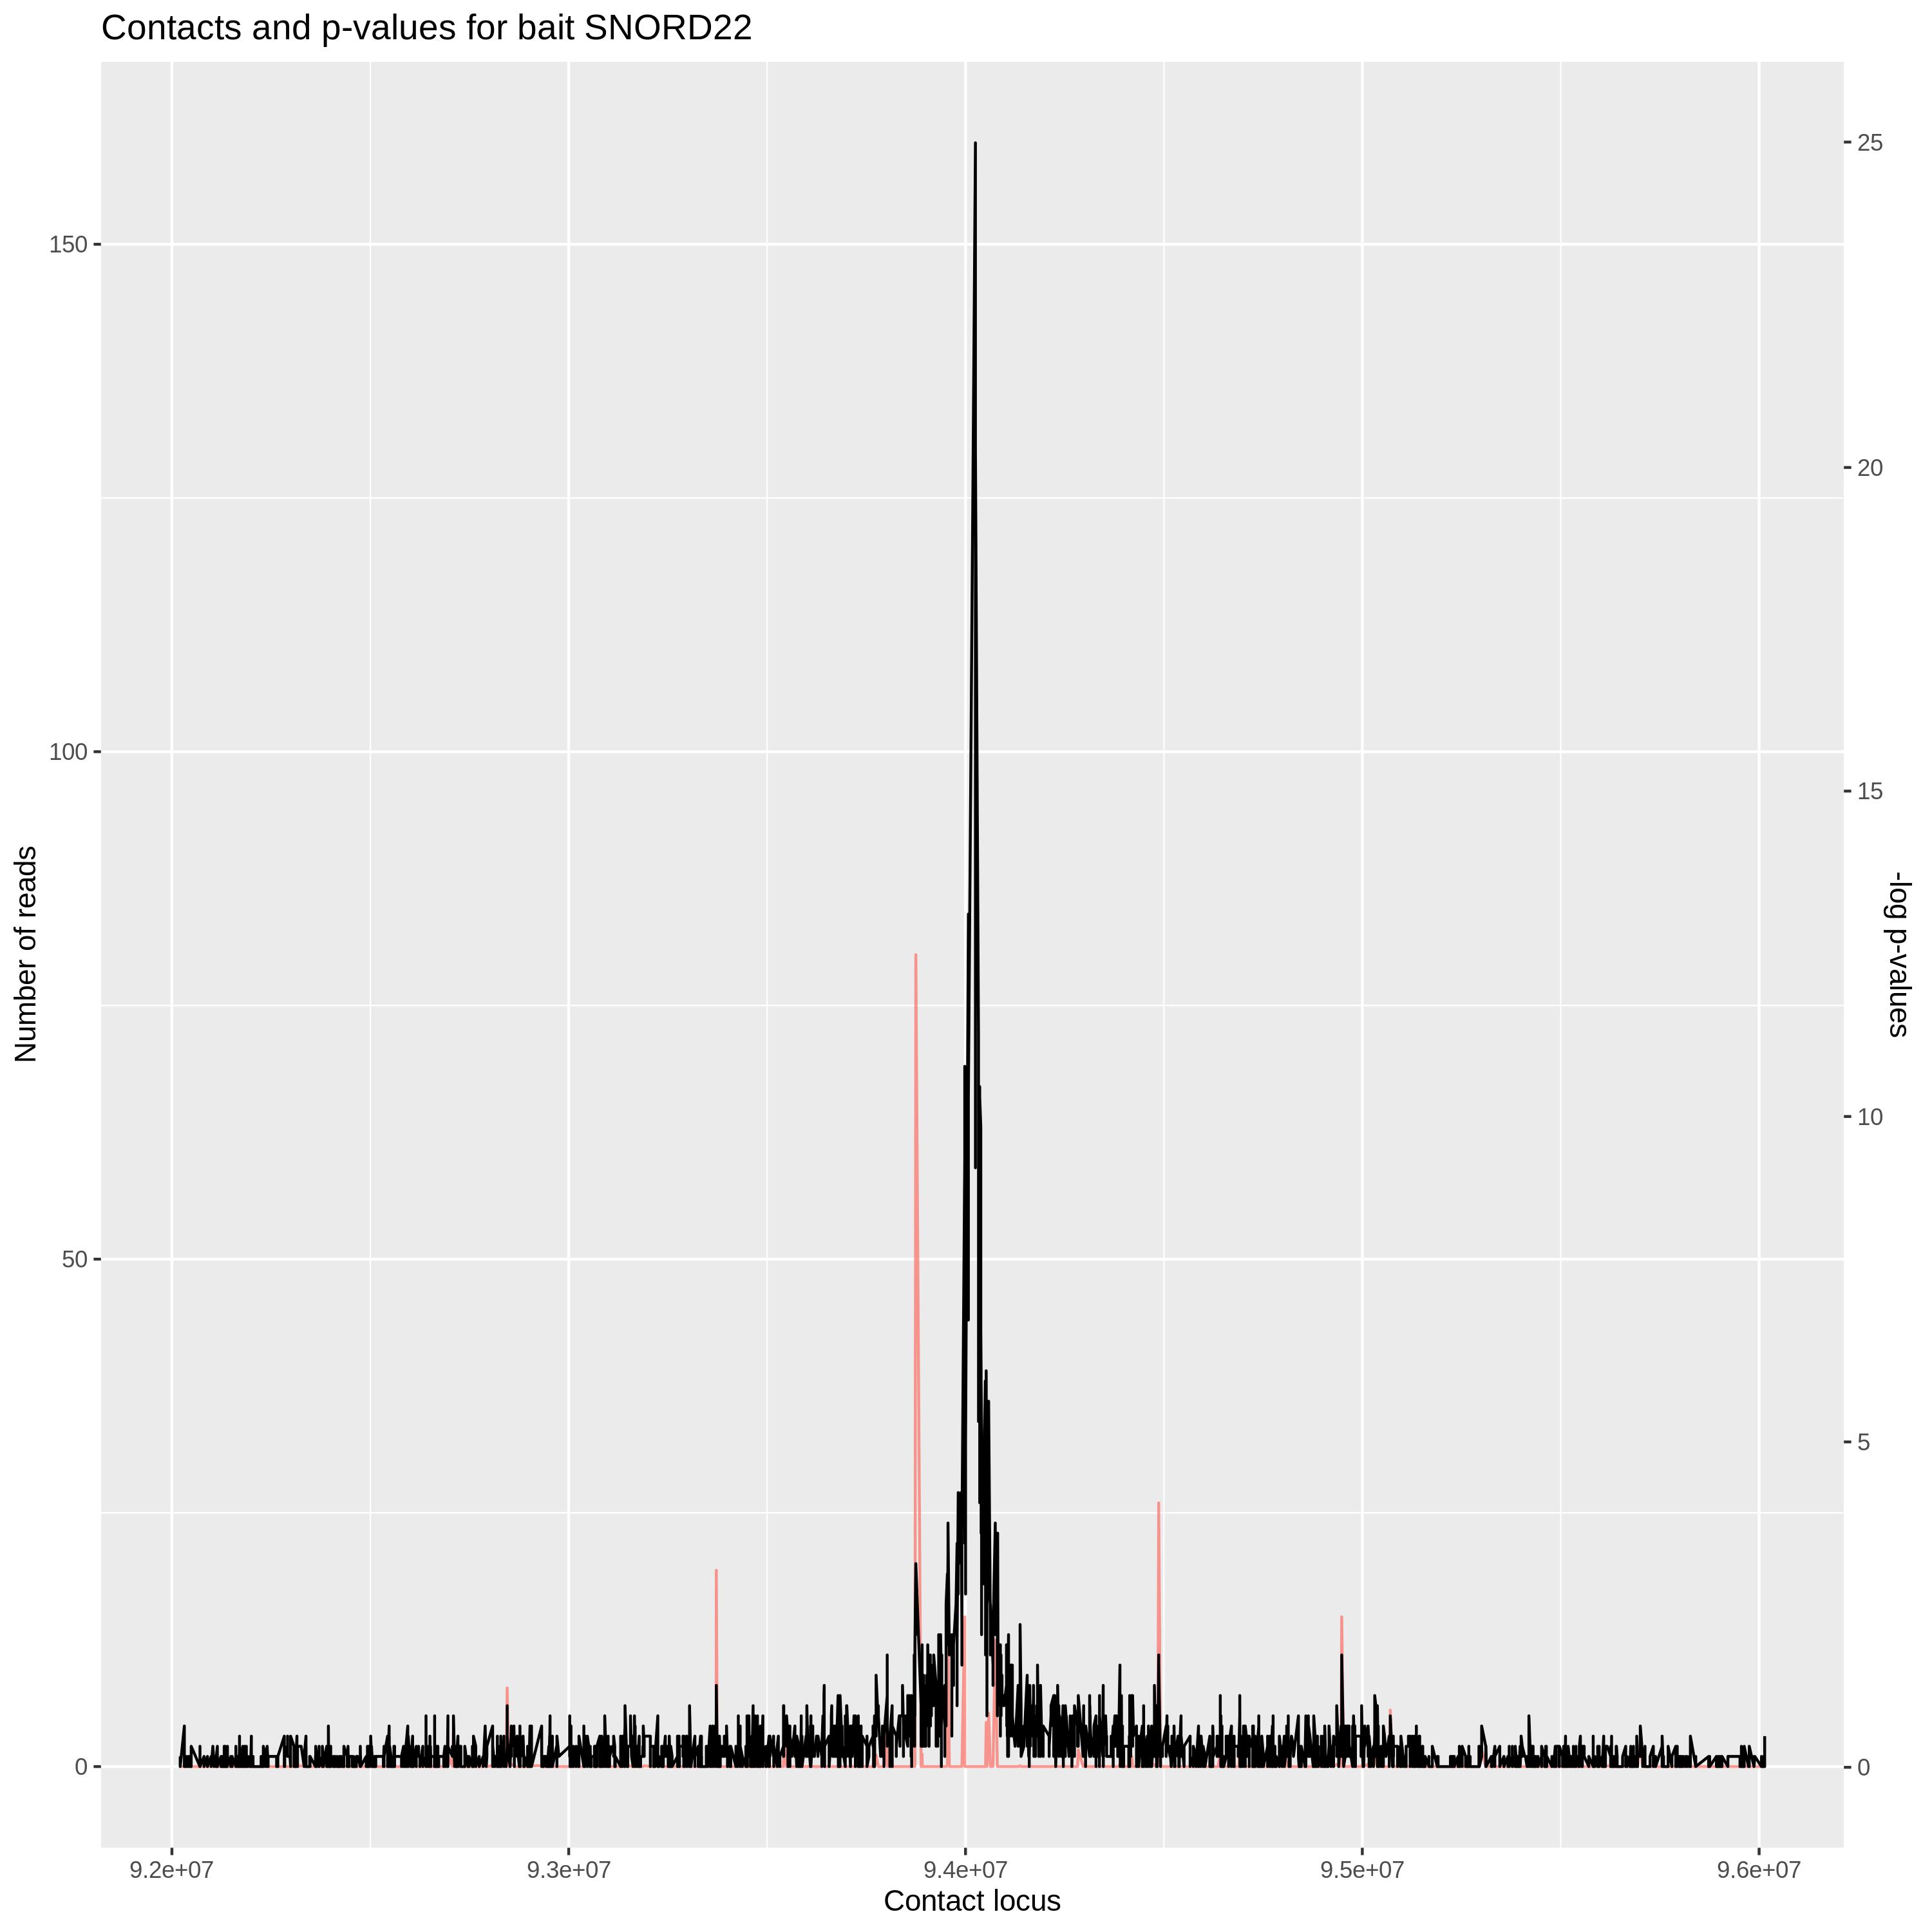 Contacts and p-values for bait SNORD22
150
100
50
0
Number of reads
25
20
15
10
5
0
-log p-values
9.2e+07
9.3e+07
9.4e+07
9.5e+07
9.6e+07
Contact locus